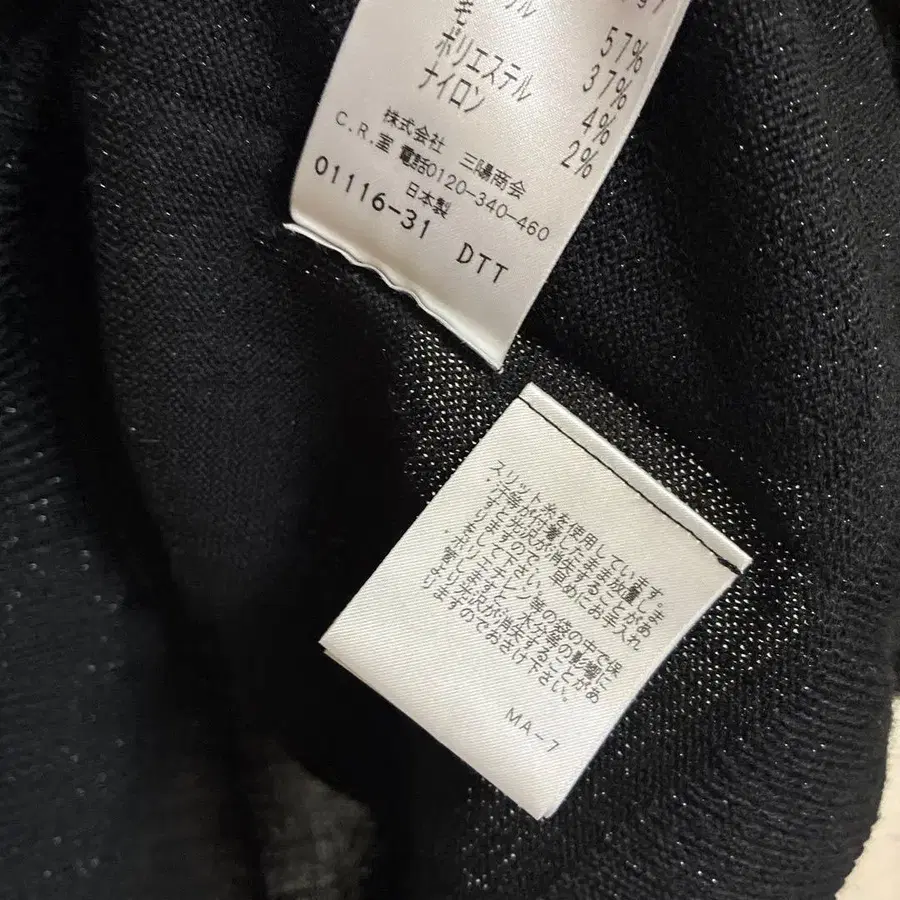 リル 57%
毛 37%
ポリエステル 4%
ナイロン 2%
株式会社 三陽商会
C.R.室 電話0120-340-460
日本製
01116-31 DTT
スリット糸を使用しています。
・汗等が付着したまま放置しま
すと光沢が消失することがあ
りますので、早めにお手入れ
をして下さい。
・ポリエチレン等の袋の中で保
管しますと、水分等の影響に
より光沢が消失することがあ
りますのでおさけ下さい。
MA-7